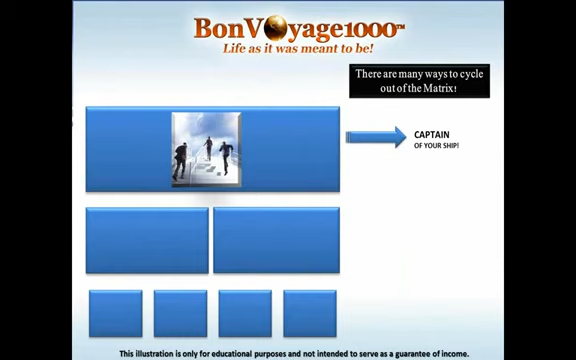 BonVoyage1000™
Life as it was meant to be!
There are many ways to cycle
out of the Matrix!
CAPTAIN
OF YOUR SHIP!
This illustration is only for educational purposes and not intended to serve as a guarantee of income.